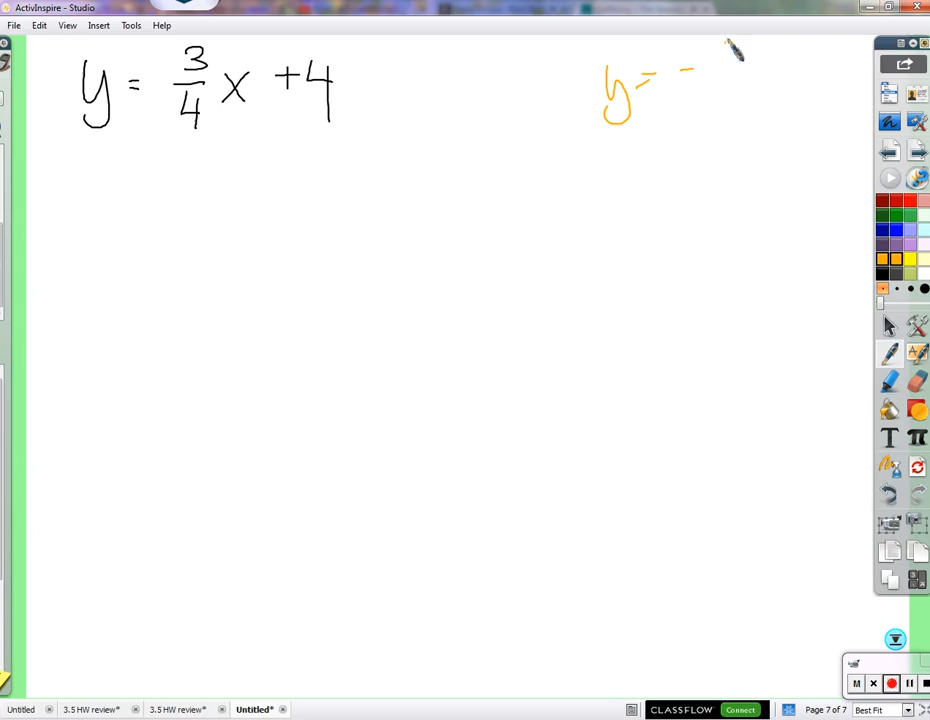 ActivInspire - Studio
File Edit View Insert Tools Help
y = 3/4 x + 4
y = -
T π
M
Untitled 3.5 HW review* 3.5 HW review* Untitled*
CLASSFLOW Connect Page 7 of 7 Best Fit